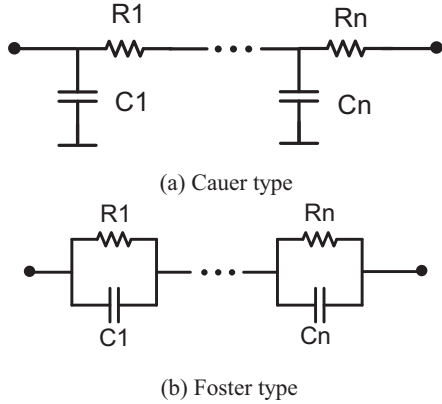 R1
Rn
C1
Cn
(a) Cauer type
R1
Rn
C1
Cn
(b) Foster type